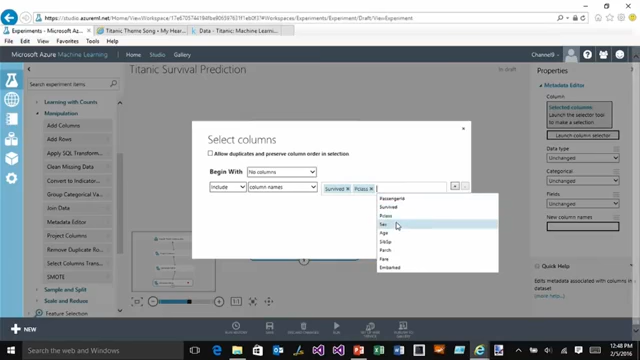 https://studio.azureml.net/Home/ViewWorkspace/
Experiments - Microsoft Az...
Titanic Theme Song • My Hear...
Data - Titanic: Machine Learning...
File Edit View Favorites Tools Help
Microsoft Azure Machine Learning
Home Studio Gallery
Channel9
Search experiment items
Titanic Survival Prediction
In draft
Properties
Learning with Counts
Manipulation
Add Columns
Add Rows
Apply SQL Transform...
Clean Missing Data
Convert to Indicator...
Group Categorical Va...
Join Data
Metadata Editor
Project Columns
Remove Duplicate Ro...
Select Columns Trans...
SMOTE
Sample and Split
Scale and Reduce
Feature Selection
Select columns
Allow duplicates and preserve column order in selection
Begin With
No columns
include
column names
Survived
Pclass
PassengerId
Survived
Pclass
Sex
Age
SibSp
Parch
Fare
Embarked
Metadata Editor
Column
Selected columns:
Launch the selector tool to make a selection
Launch column selector
Data type
Unchanged
Categorical
Unchanged
Fields
Unchanged
New column names
Quick Help
Edits metadata associated with columns in a dataset
(more help...)
NEW
RUN
Search the web and Windows
12:48 PM
2/5/2016